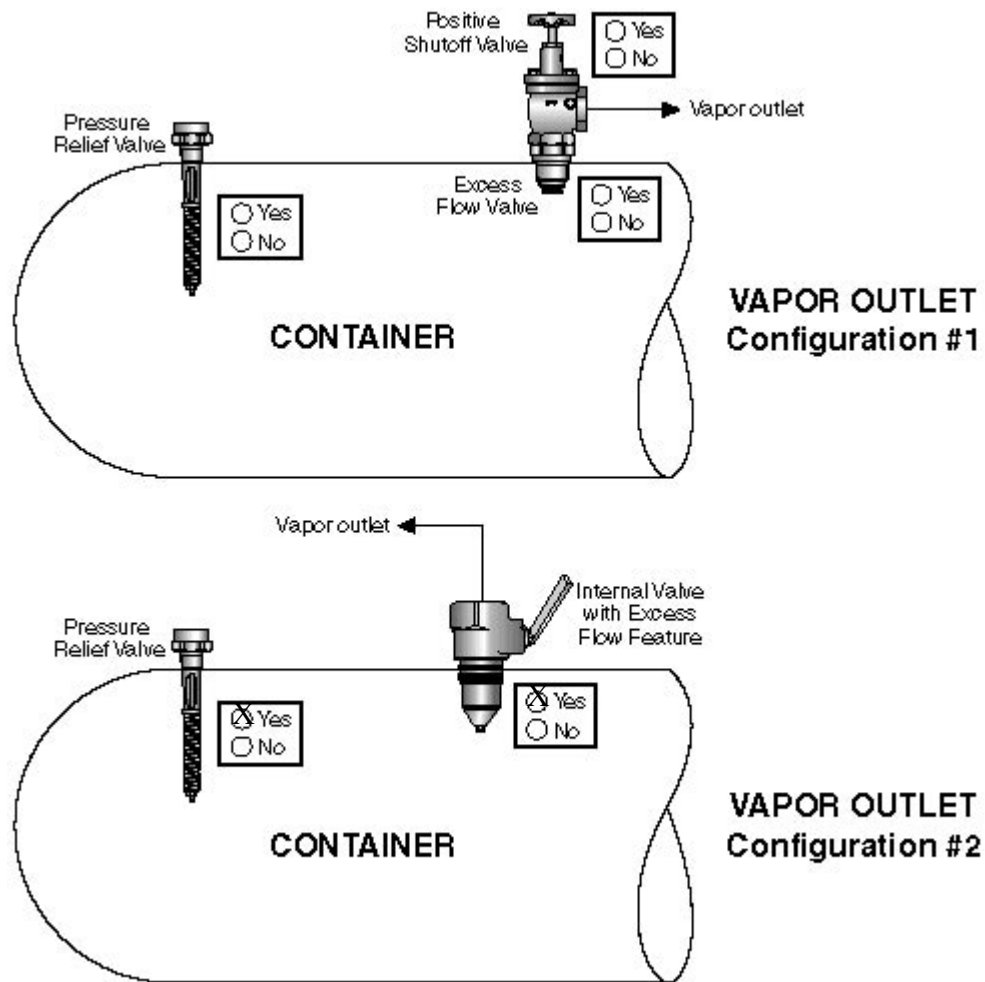 Positive
Shutoff Valve
Yes
No
Vapor outlet
Pressure
Relief Valve
Yes
No
Excess
Flow Valve
Yes
No
CONTAINER
VAPOR OUTLET
Configuration #1
Vapor outlet
Internal Valve
with Excess
Flow Feature
Pressure
Relief Valve
X Yes
No
X Yes
No
CONTAINER
VAPOR OUTLET
Configuration #2